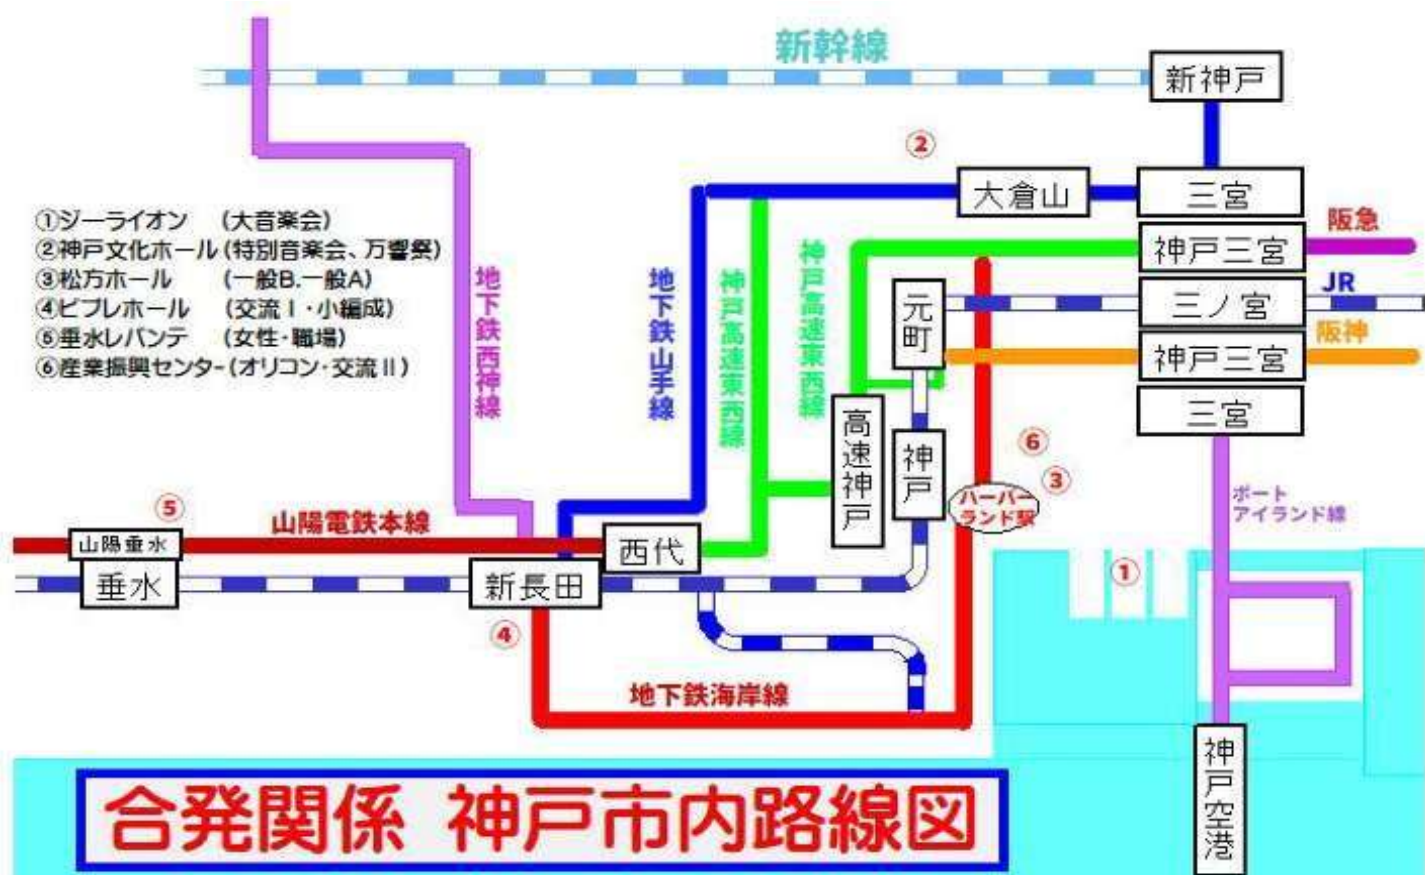 新幹線
新神戸
②
大倉山
三宮
①ジーライオン (大音楽会)
②神戸文化ホール(特別音楽会、万響祭)
③松方ホール (一般B.一般A)
④ピフレホール (交流Ⅰ・小編成)
⑤垂水レバンテ (女性・職場)
⑥産業振興センター(オリコン・交流Ⅱ)
阪急
神戸三宮
JR
三ノ宮
阪神
神戸三宮
三宮
地下鉄西神線
地下鉄山手線
神戸高速東西線
神戸高速東西線
元町
高速神戸
神戸
⑥
③
ハーバー
ランド駅
ポート
アイランド線
⑤
山陽電鉄本線
山陽垂水
西代
垂水
新長田
①
④
地下鉄海岸線
神戸空港
合発関係 神戸市内路線図